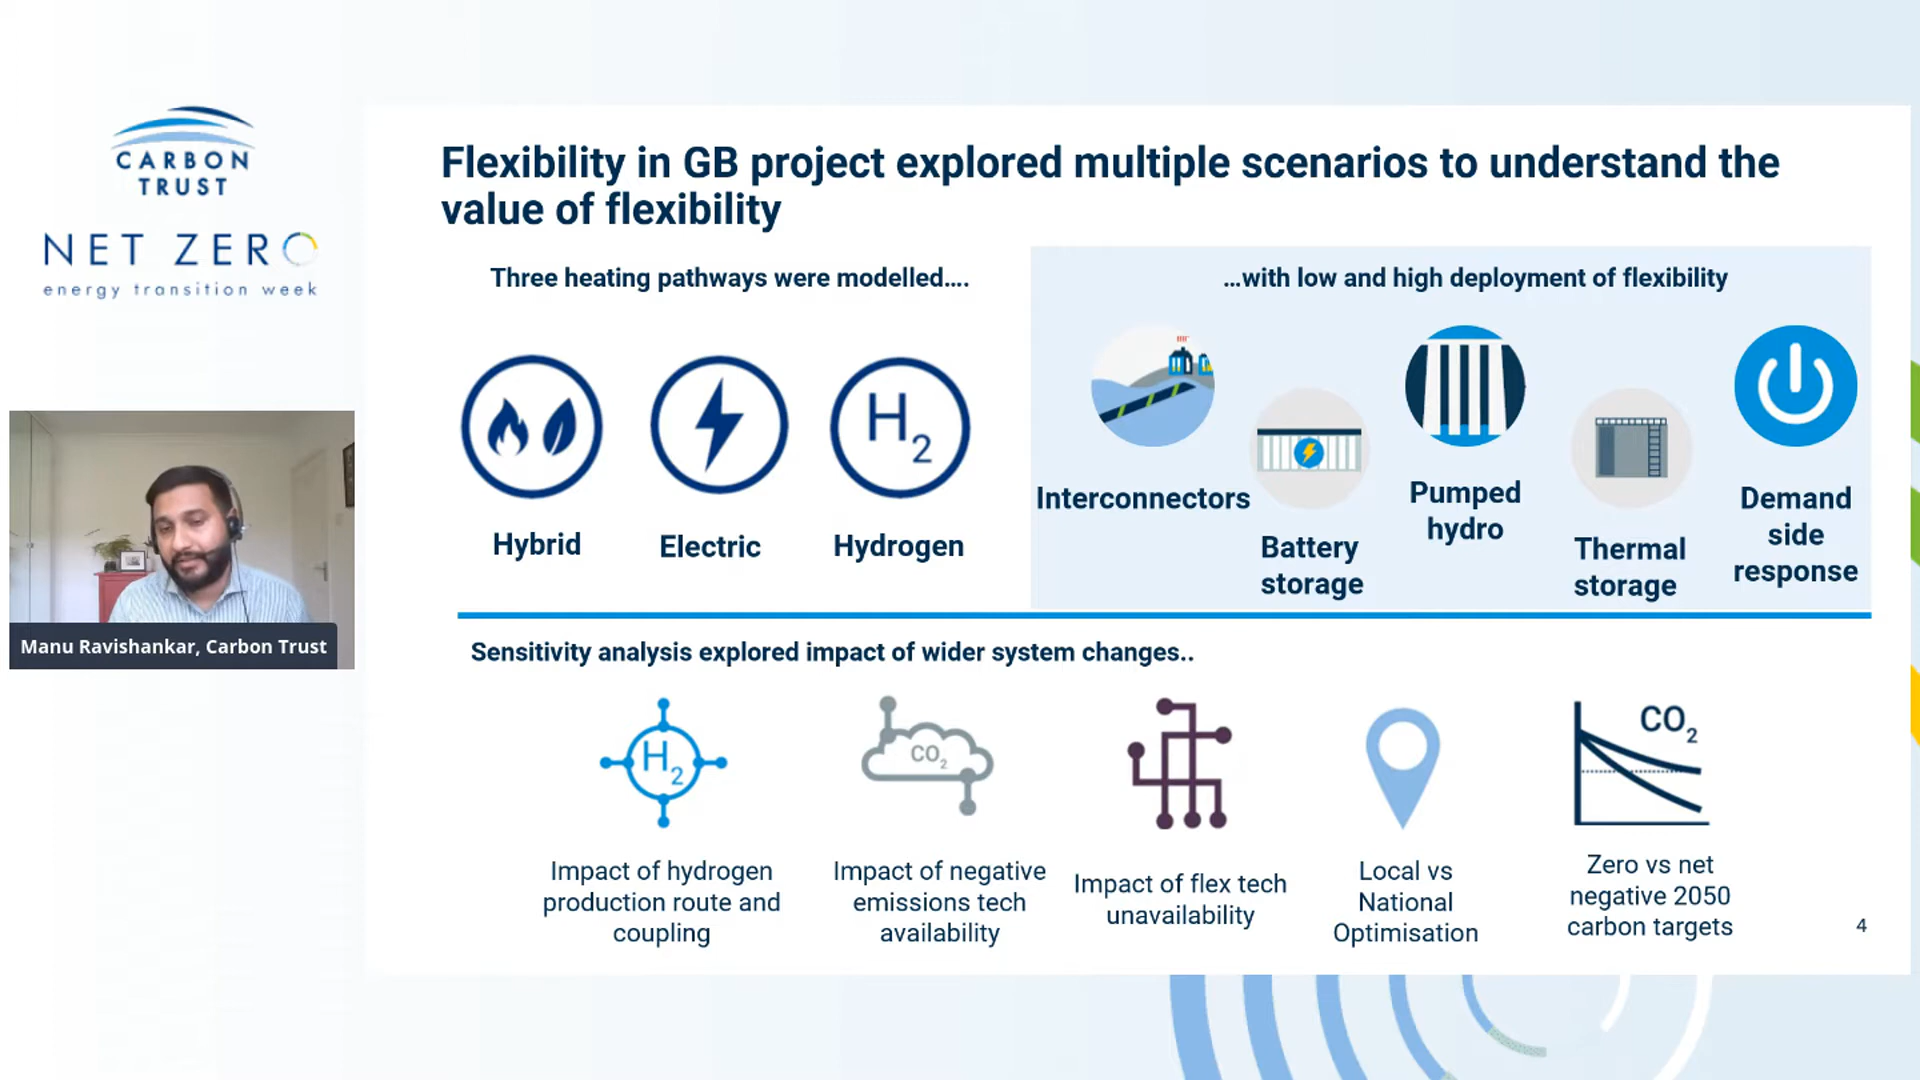 CARBON
TRUST
NET ZERO
energy transition week
Manu Ravishankar, Carbon Trust
Flexibility in GB project explored multiple scenarios to understand the
value of flexibility
Three heating pathways were modelled....
Hybrid
Electric
H2
Hydrogen
...with low and high deployment of flexibility
Interconnectors
Battery
storage
Pumped
hydro
Thermal
storage
Demand
side
response
Sensitivity analysis explored impact of wider system changes..
H2
Impact of hydrogen
production route and
coupling
CO2
Impact of negative
emissions tech
availability
Impact of flex tech
unavailability
Local vs
National
Optimisation
CO2
Zero vs net
negative 2050
carbon targets
4